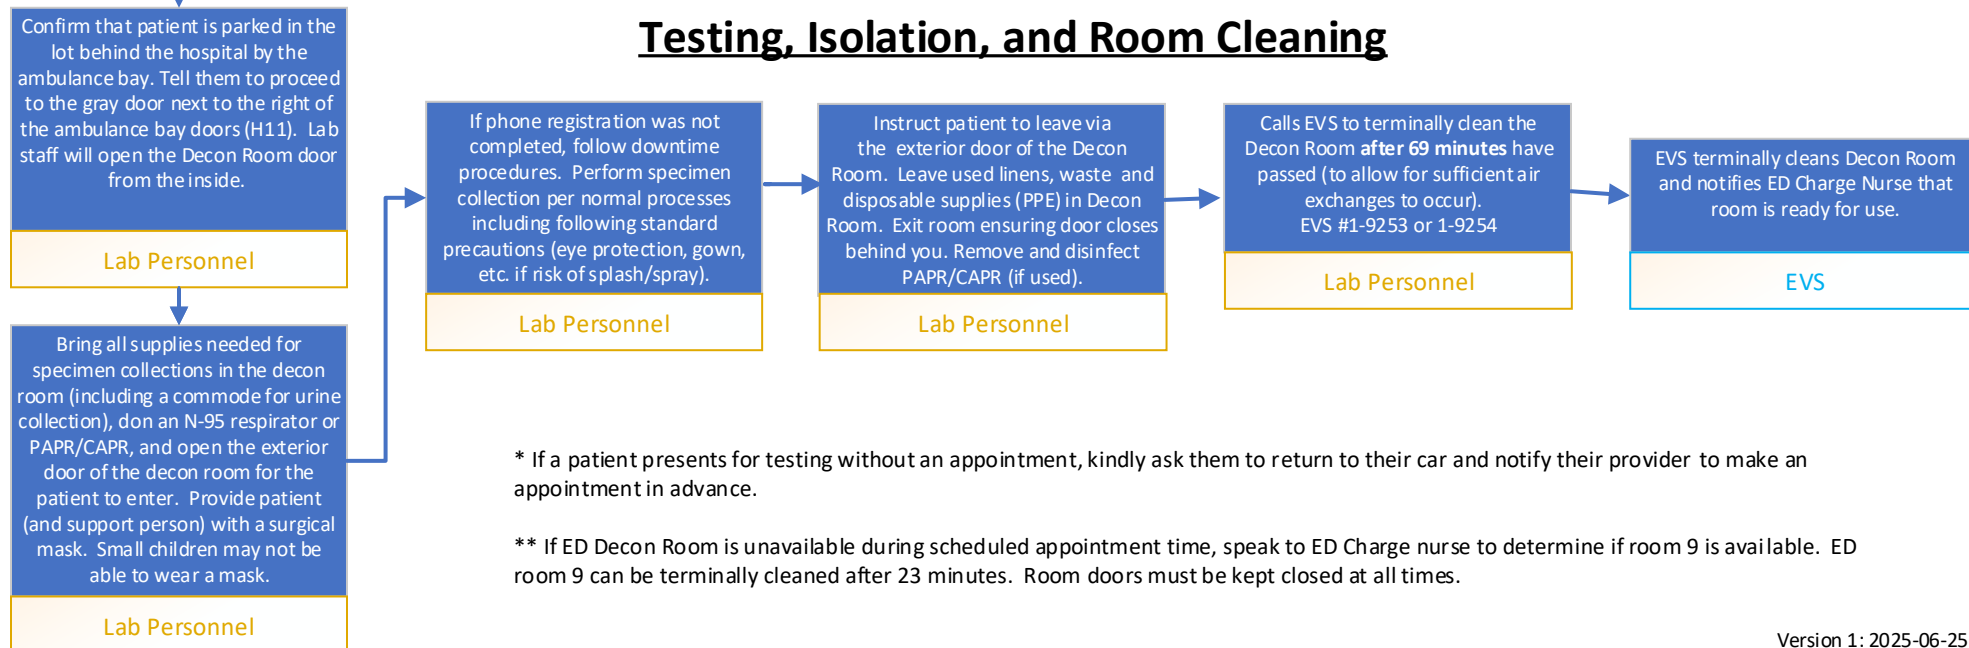 Testing, Isolation, and Room Cleaning
Confirm that patient is parked in the
lot behind the hospital by the
ambulance bay. Tell them to proceed
to the gray door next to the right of
the ambulance bay doors (H11). Lab
staff will open the Decon Room door
from the inside.
Lab Personnel
Bring all supplies needed for
specimen collections in the decon
room (including a commode for urine
collection), don an N-95 respirator or
PAPR/CAPR, and open the exterior
door of the decon room for the
patient to enter. Provide patient
(and support person) with a surgical
mask. Small children may not be
able to wear a mask.
Lab Personnel
If phone registration was not
completed, follow downtime
procedures. Perform specimen
collection per normal processes
including following standard
precautions (eye protection, gown,
etc. if risk of splash/spray).
Lab Personnel
Instruct patient to leave via
the exterior door of the Decon
Room. Leave used linens, waste and
disposable supplies (PPE) in Decon
Room. Exit room ensuring door closes
behind you. Remove and disinfect
PAPR/CAPR (if used).
Lab Personnel
Calls EVS to terminally clean the
Decon Room after 69 minutes have
passed (to allow for sufficient air
exchanges to occur).
EVS #1-9253 or 1-9254
Lab Personnel
EVS terminally cleans Decon Room
and notifies ED Charge Nurse that
room is ready for use.
EVS
* If a patient presents for testing without an appointment, kindly ask them to return to their car and notify their provider to make an
appointment in advance.
** If ED Decon Room is unavailable during scheduled appointment time, speak to ED Charge nurse to determine if room 9 is available. ED
room 9 can be terminally cleaned after 23 minutes. Room doors must be kept closed at all times.
Version 1: 2025-06-25